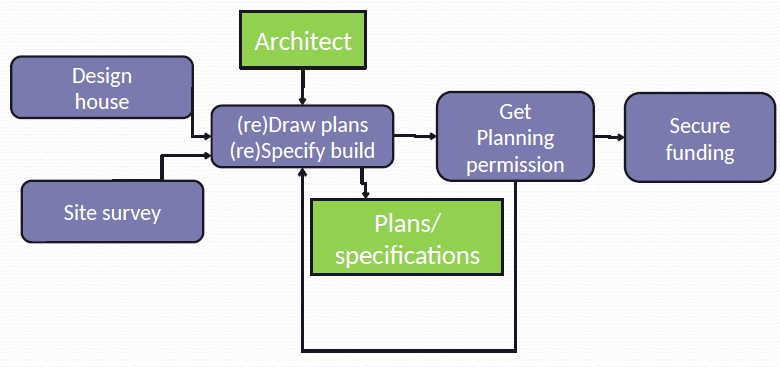 Architect
Design
house
(re)Draw plans
(re)Specify build
Get
Planning
permission
Secure
funding
Site survey
Plans/
specifications